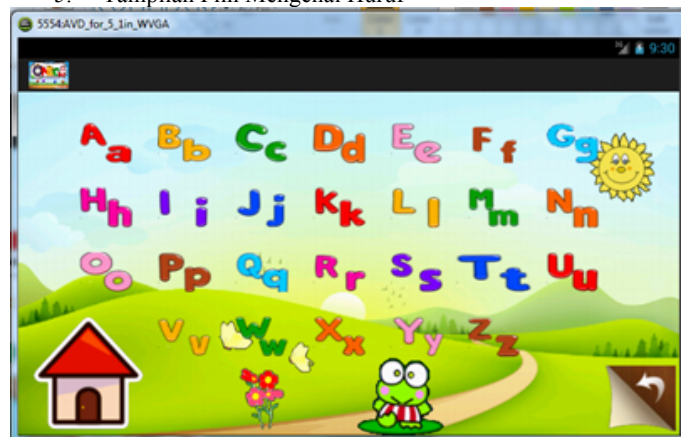 5554:AVD_for_5_1in_WVGA
9:30
Aa Bb Cc Dd Ee Ff Gg
Hh Ii Jj Kk Ll Mm Nn
Oo Pp Qq Rr Ss Tt Uu
Vv Ww Xx Yy Zz